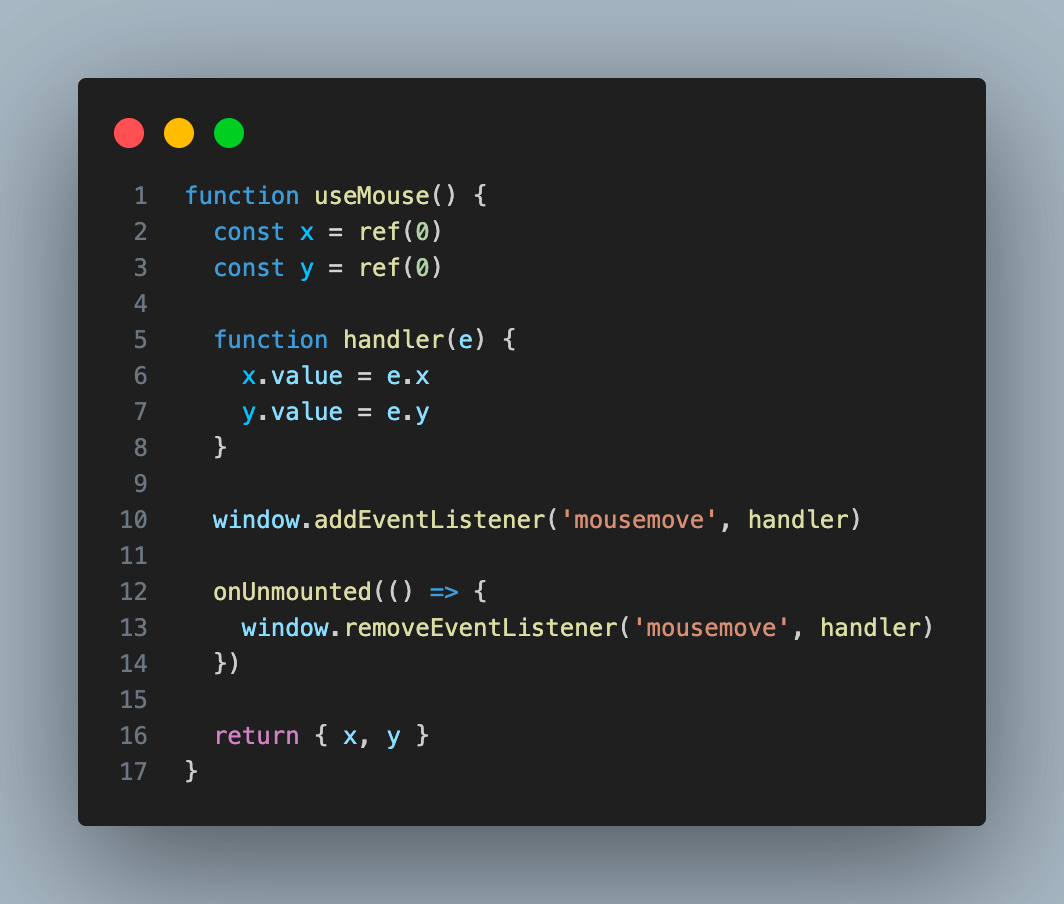 1 function useMouse() {
2   const x = ref(0)
3   const y = ref(0)
4
5   function handler(e) {
6     x.value = e.x
7     y.value = e.y
8   }
9
10   window.addEventListener('mousemove', handler)
11
12   onUnmounted(() => {
13     window.removeEventListener('mousemove', handler)
14   })
15
16   return { x, y }
17 }